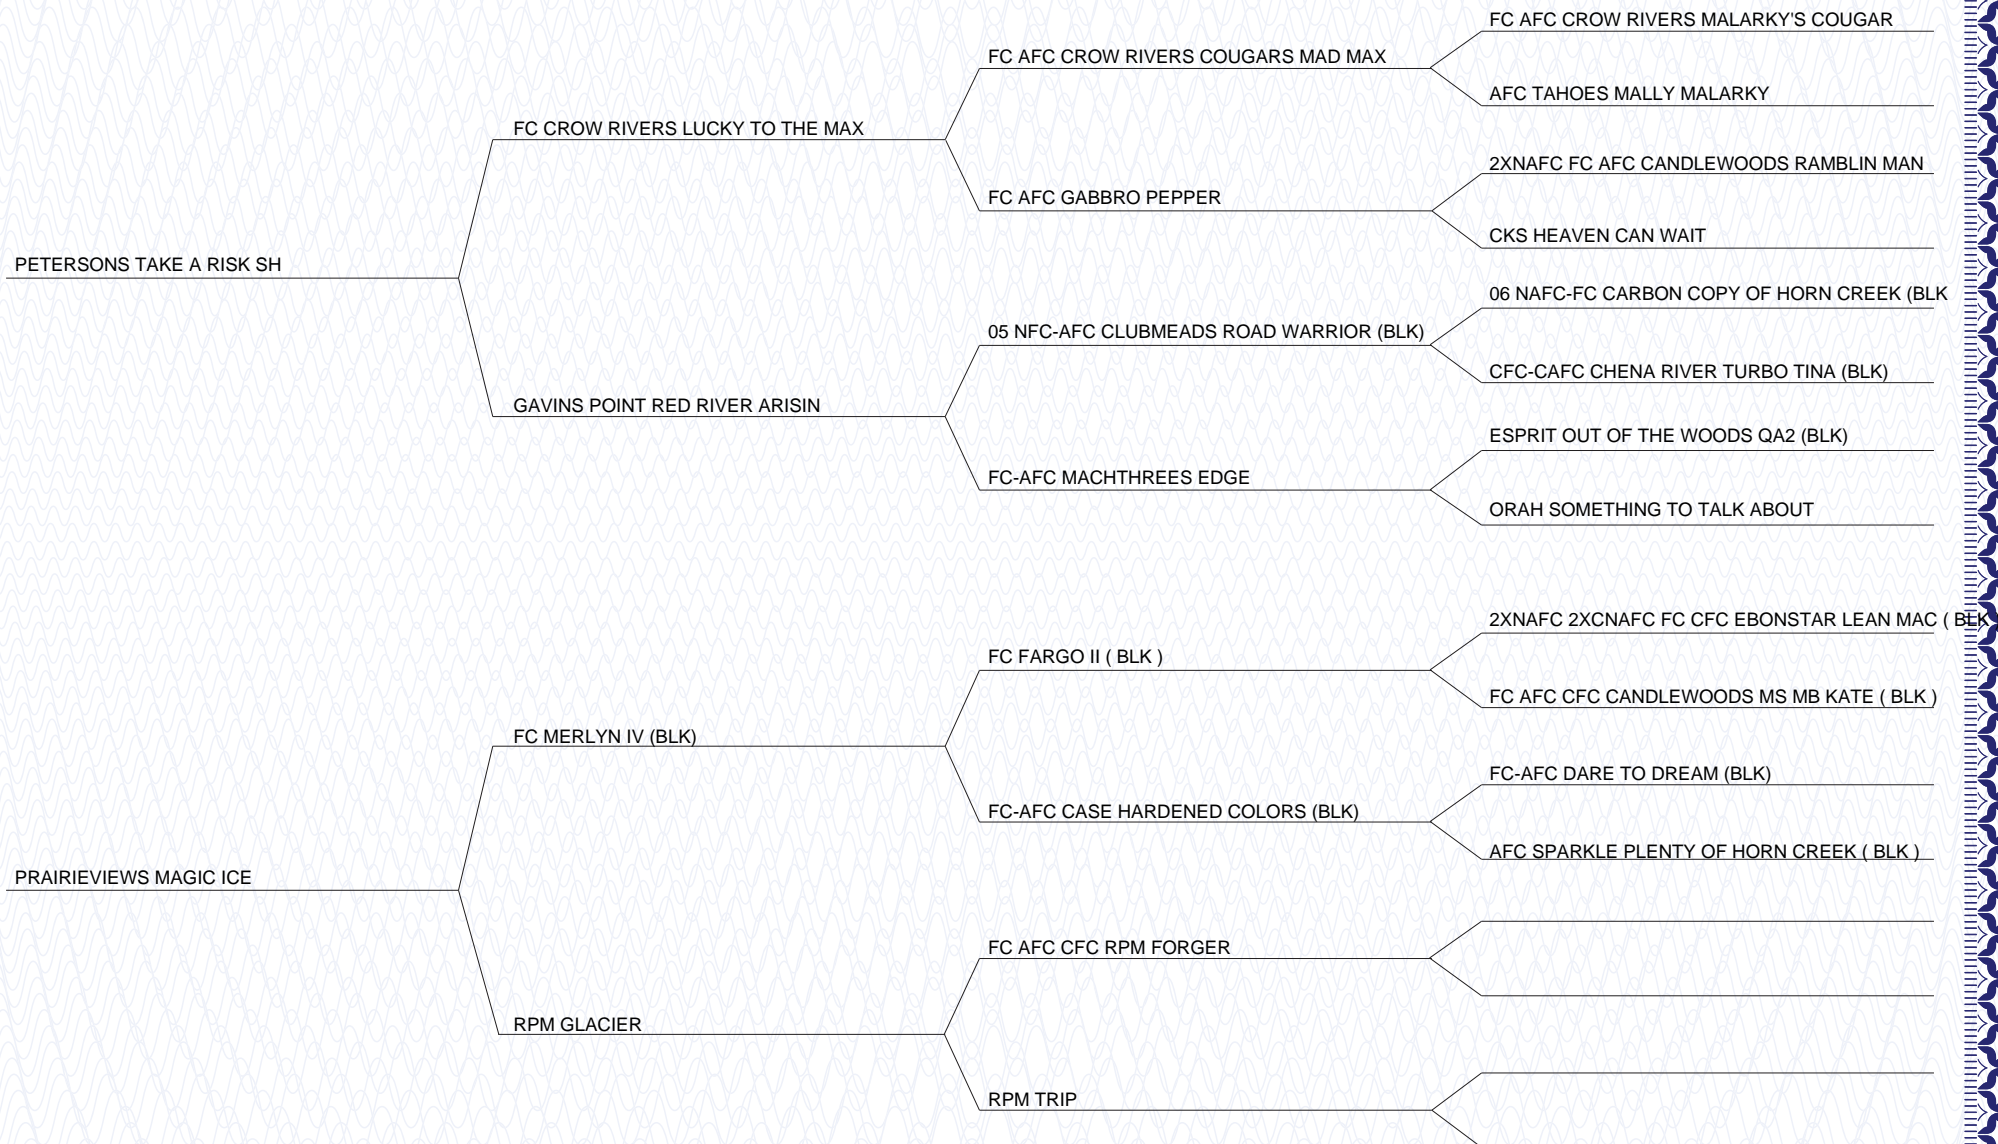 FC AFC CROW RIVERS MALARKY'S COUGAR
FC AFC CROW RIVERS COUGARS MAD MAX
AFC TAHOES MALLY MALARKY
FC CROW RIVERS LUCKY TO THE MAX
2XNAFC FC AFC CANDLEWOODS RAMBLIN MAN
FC AFC GABBRO PEPPER
CKS HEAVEN CAN WAIT
PETERSONS TAKE A RISK SH
06 NAFC-FC CARBON COPY OF HORN CREEK (BLK
05 NFC-AFC CLUBMEADS ROAD WARRIOR (BLK)
CFC-CAFC CHENA RIVER TURBO TINA (BLK)
GAVINS POINT RED RIVER ARISIN
ESPRIT OUT OF THE WOODS QA2 (BLK)
FC-AFC MACHTHREES EDGE
ORAH SOMETHING TO TALK ABOUT
2XNAFC 2XCNAFC FC CFC EBONSTAR LEAN MAC ( BLK
FC FARGO II ( BLK )
FC AFC CFC CANDLEWOODS MS MB KATE ( BLK )
FC MERLYN IV (BLK)
FC-AFC DARE TO DREAM (BLK)
FC-AFC CASE HARDENED COLORS (BLK)
AFC SPARKLE PLENTY OF HORN CREEK ( BLK )
PRAIRIEVIEWS MAGIC ICE
FC AFC CFC RPM FORGER
RPM GLACIER
RPM TRIP